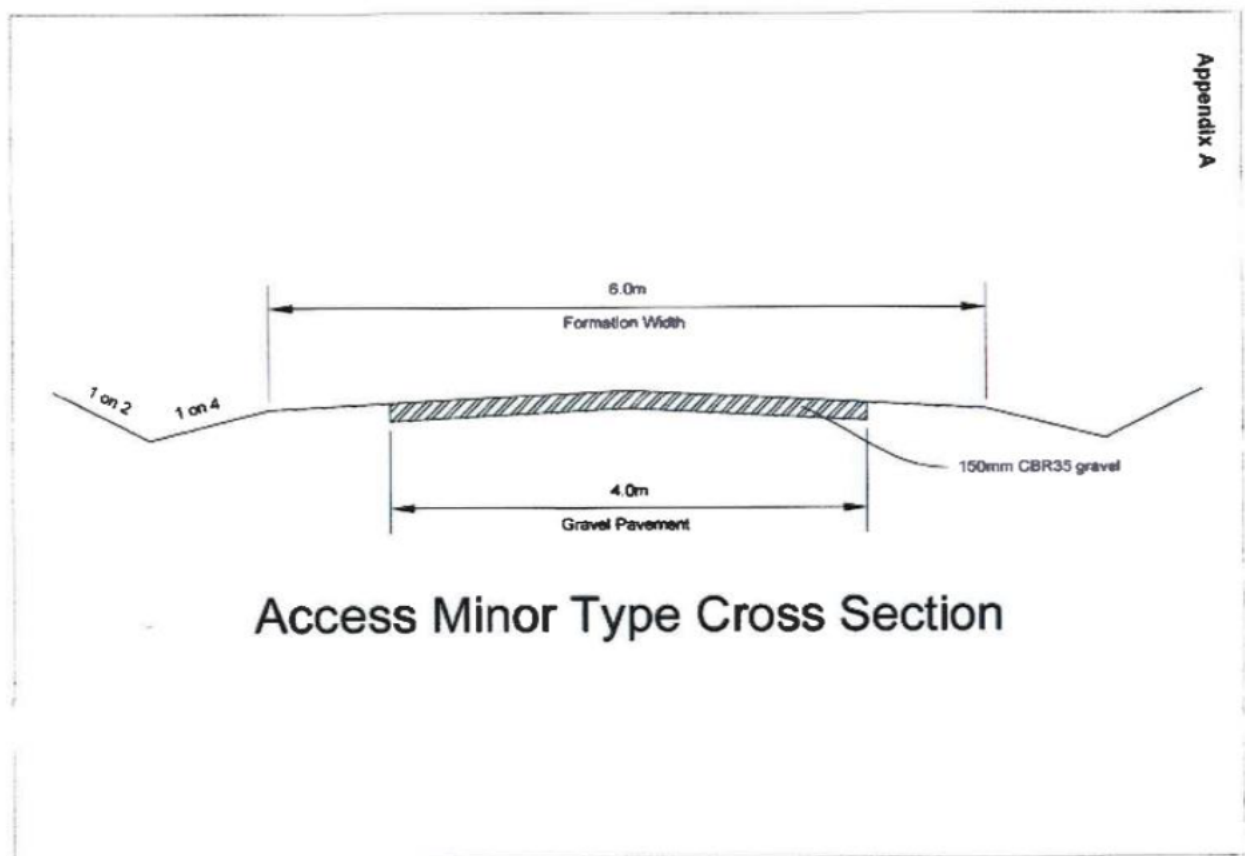 Appendix A
6.0m
Formation Width
1 on 2
1 on 4
150mm CBR35 gravel
4.0m
Gravel Pavement
Access Minor Type Cross Section